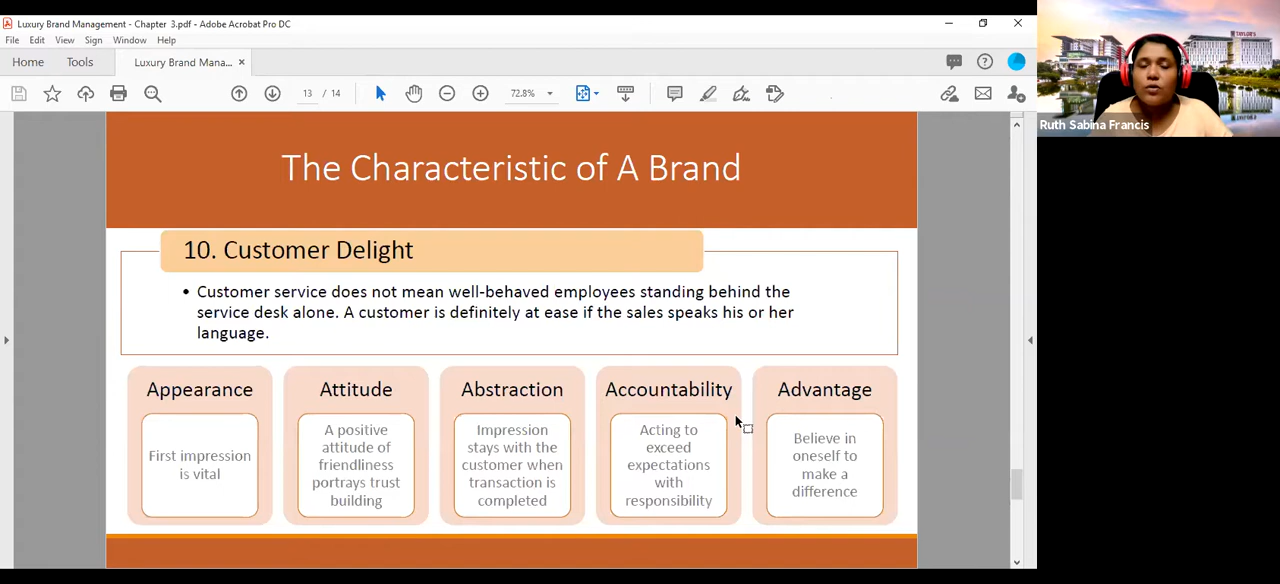 Luxury Brand Management - Chapter 3.pdf - Adobe Acrobat Pro DC
File Edit View Sign Window Help
Home Tools Luxury Brand Mana... ×
13 / 14 72.8%
Ruth Sabina Francis
The Characteristic of A Brand
10. Customer Delight
• Customer service does not mean well-behaved employees standing behind the
service desk alone. A customer is definitely at ease if the sales speaks his or her
language.
Appearance
First impression
is vital
Attitude
A positive
attitude of
friendliness
portrays trust
building
Abstraction
Impression
stays with the
customer when
transaction is
completed
Accountability
Acting to
exceed
expectations
with
responsibility
Advantage
Believe in
oneself to
make a
difference